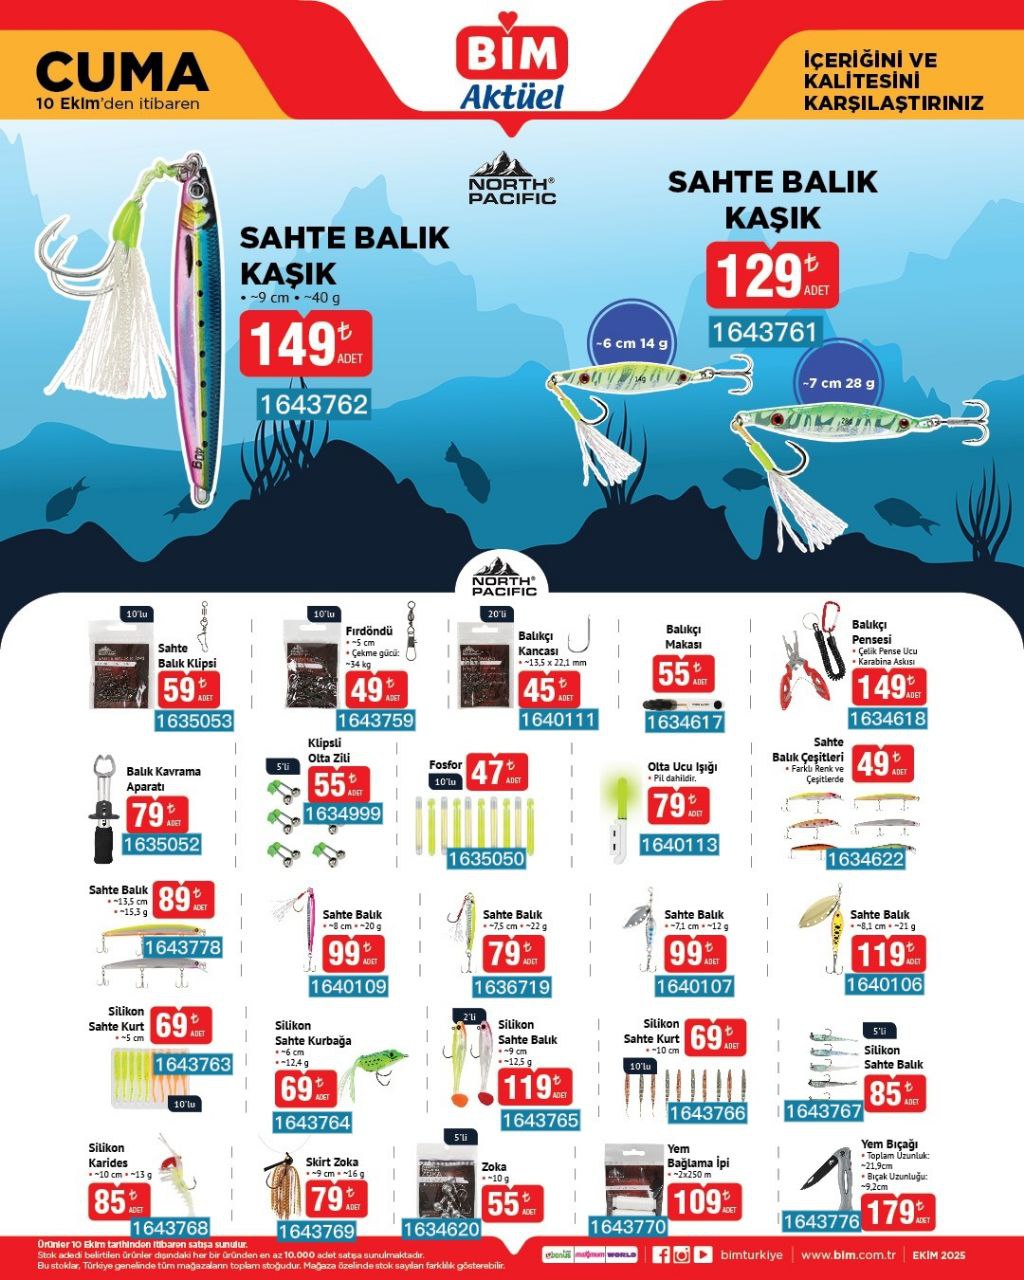 CUMA
10 Ekim'den itibaren
BİM
Aktüel
İÇERİĞİNİ VE
KALİTESİNİ
KARŞILAŞTIRINIZ
NORTH®
PACIFIC
SAHTE BALIK
KAŞIK
• ~9 cm • ~40 g
149₺
ADET
1643762
SAHTE BALIK
KAŞIK
129₺
ADET
1643761
~6 cm 14 g
~7 cm 28 g
14g
28g
40g
NORTH®
PACIFIC
10'lu
Sahte
Balık Klipsi
59₺
ADET
1635053
10'lu
Fırdöndü
• ~5 cm
• Çekme gücü:
~34 kg
49₺
ADET
1643759
20'li
Balıkçı
Kancası
• ~13,5 x 22,1 mm
45₺
ADET
1640111
Balıkçı
Makası
55₺
ADET
1634617
Balıkçı
Pensesi
• Çelik Pense Ucu
• Karabina Askısı
149₺
ADET
1634618
Balık Kavrama
Aparatı
79₺
ADET
1635052
5'li
Klipsli
Olta Zili
55₺
ADET
1634999
Fosfor
10'lu
47₺
ADET
1635050
Olta Ucu Işığı
• Pil dahildir.
79₺
ADET
1640113
Sahte
Balık Çeşitleri
• Farklı Renk ve
Çeşitlerde
49₺
ADET
1634622
Sahte Balık
• ~13,5 cm
• ~15,3 g
89₺
ADET
1643778
Sahte Balık
• ~8 cm • ~20 g
99₺
ADET
1640109
Sahte Balık
• ~7,5 cm • ~22 g
79₺
ADET
1636719
Sahte Balık
• ~7,1 cm • ~12 g
99₺
ADET
1640107
Sahte Balık
• ~8,1 cm • ~21 g
119₺
ADET
1640106
Silikon
Sahte Kurt
• ~5 cm
69₺
ADET
1643763
10'lu
Silikon
Sahte Kurbağa
• ~6 cm
• ~12,4 g
69₺
ADET
1643764
2'li
Silikon
Sahte Balık
• ~9 cm
• ~12,5 g
119₺
ADET
1643765
Silikon
Sahte Kurt
• ~10 cm
10'lu
69₺
ADET
1643766
5'li
Silikon
Sahte Balık
85₺
ADET
1643767
Silikon
Karides
• ~10 cm • ~13 g
85₺
ADET
1643768
Skirt Zoka
• ~9 cm • ~16 g
79₺
ADET
1643769
5'li
Zoka
• ~10 g
55₺
ADET
1634620
Yem
Bağlama İpi
• ~2x250 m
109₺
ADET
1643770
Yem Bıçağı
• Toplam Uzunluk:
~21,9cm
• Bıçak Uzunluğu:
~9,2cm
179₺
ADET
1643776
Ürünler 10 Ekim tarihinden itibaren satışa sunulur.
Stok adedi belirtilen ürünler dışındaki her bir üründen en az 10.000 adet satışa sunulmaktadır.
Bu stoklar, Türkiye genelinde tüm mağazaların toplam stoğudur. Mağaza özelinde stok sayıları farklılık gösterebilir.
bonus
maximum
WORLD
bimturkiye
www.bim.com.tr
EKİM 2025